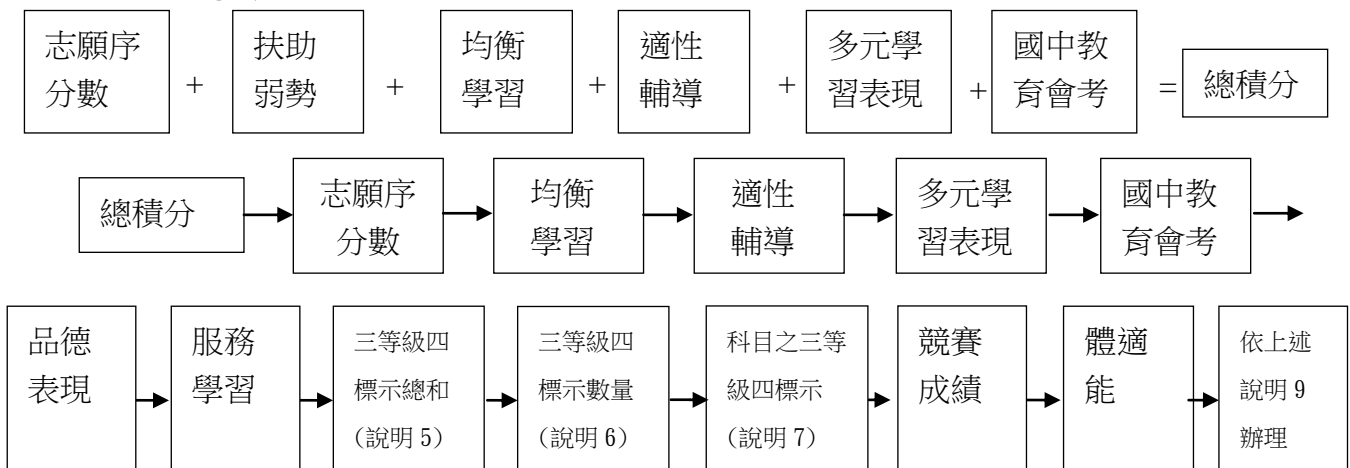 志願序分數 + 扶助弱勢 + 均衡學習 + 適性輔導 + 多元學習表現 + 國中教育會考 = 總積分
總積分 志願序分數 均衡學習 適性輔導 多元學習表現 國中教育會考
品德表現 服務學習 三等級四標示總和(說明 5) 三等級四標示數量(說明 6) 科目之三等級四標示(說明 7) 競賽成績 體適能 依上述說明 9 辦理